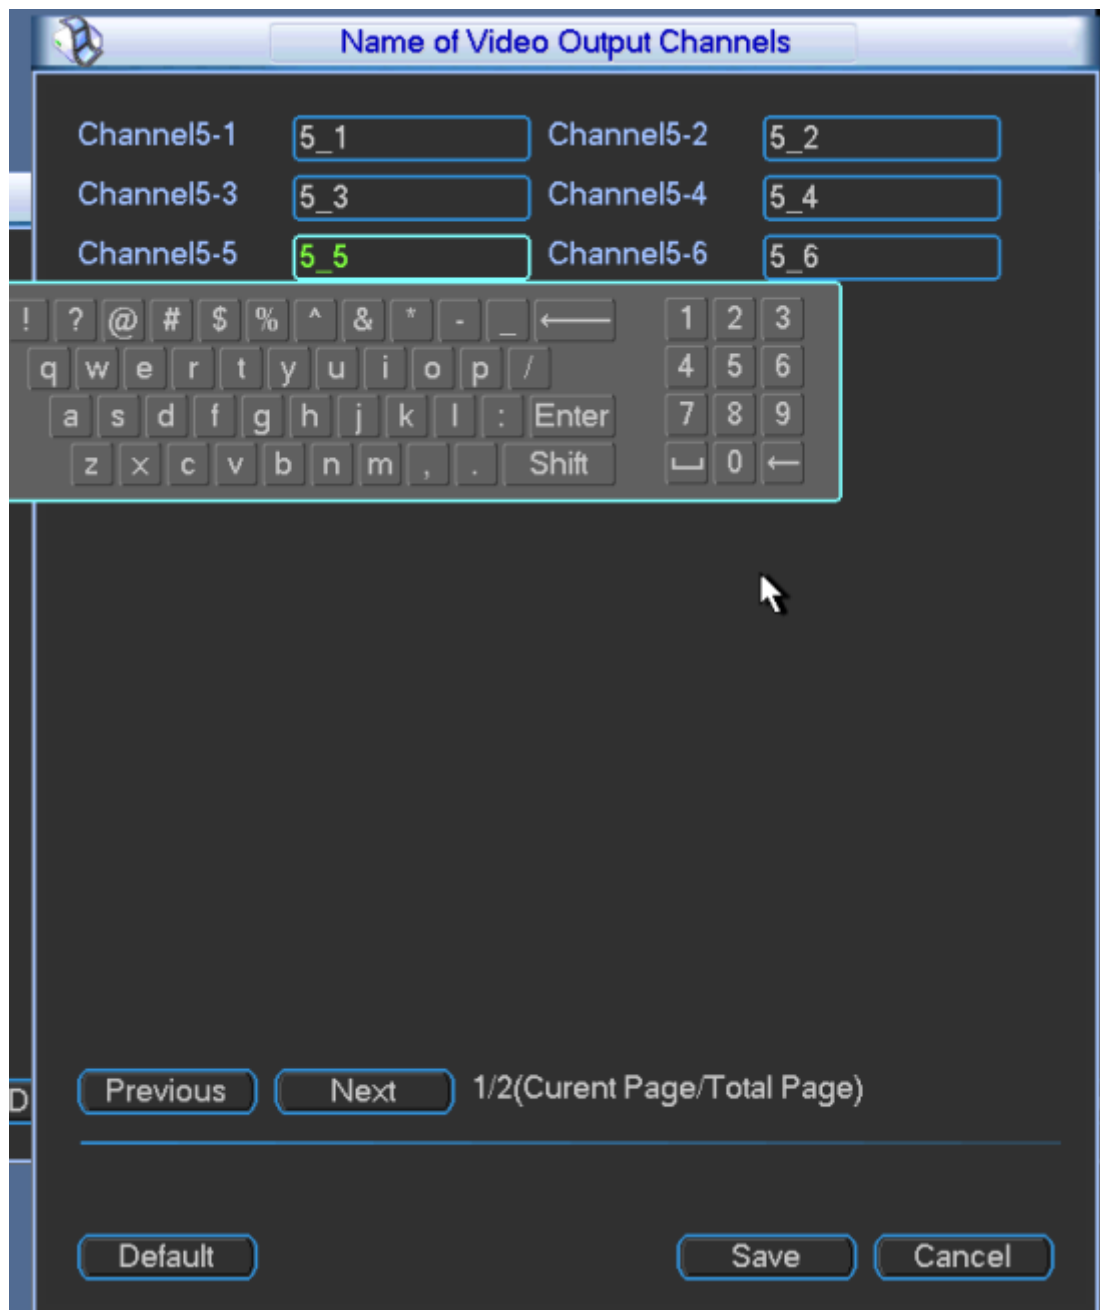 Name of Video Output Channels
Channel5-1 5_1 Channel5-2 5_2
Channel5-3 5_3 Channel5-4 5_4
Channel5-5 5_5 Channel5-6 5_6
! ? @ # $ % ^ & * - _ ← 1 2 3
q w e r t y u i o p / 4 5 6
a s d f g h j k l : Enter 7 8 9
z x c v b n m , . Shift ⎵ 0 ←
D Previous Next 1/2(Curent Page/Total Page)
Default Save Cancel